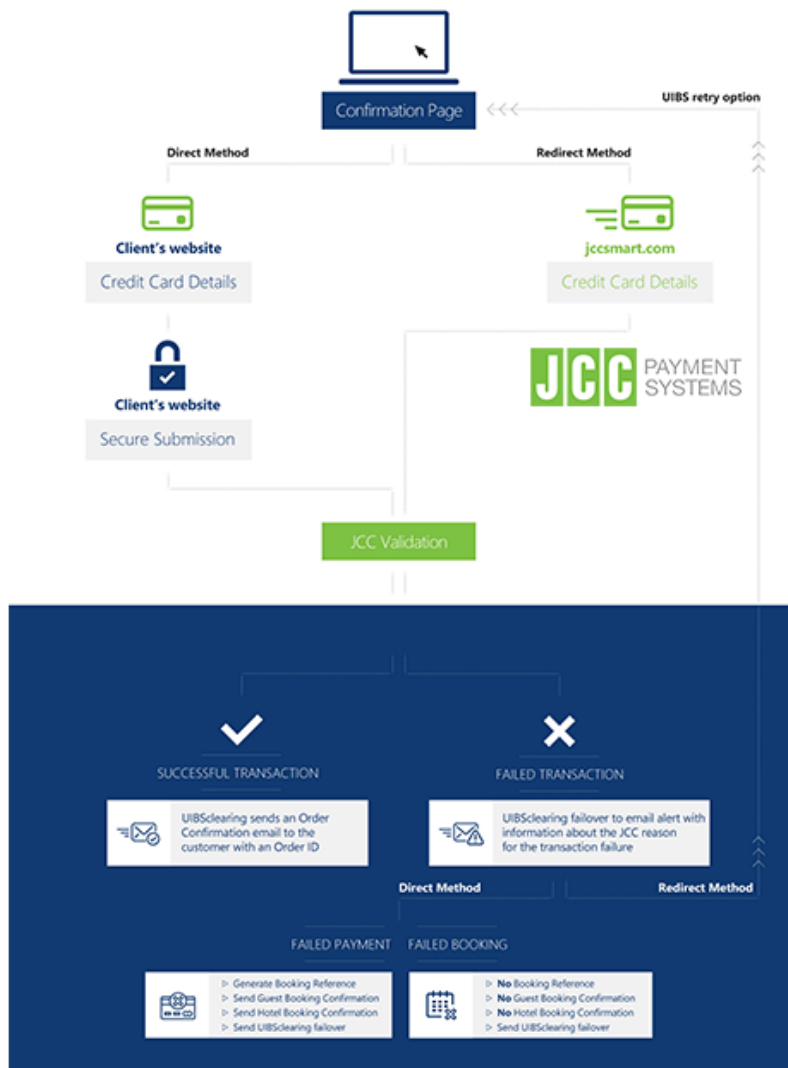 Confirmation Page
UIBS retry option
Direct Method
Redirect Method
Client's website
Credit Card Details
jccsmart.com
Credit Card Details
JCC PAYMENT
SYSTEMS
Client's website
Secure Submission
JCC Validation
SUCCESSFUL TRANSACTION
UIBSclearing sends an Order
Confirmation email to the
customer with an Order ID
FAILED TRANSACTION
UIBSclearing failover to email alert with
information about the JCC reason
for the transaction failure
Direct Method
Redirect Method
FAILED PAYMENT
▷ Generate Booking Reference
▷ Send Guest Booking Confirmation
▷ Send Hotel Booking Confirmation
▷ Send UIBSclearing failover
FAILED BOOKING
▷ No Booking Reference
▷ No Guest Booking Confirmation
▷ No Hotel Booking Confirmation
▷ Send UIBSclearing failover